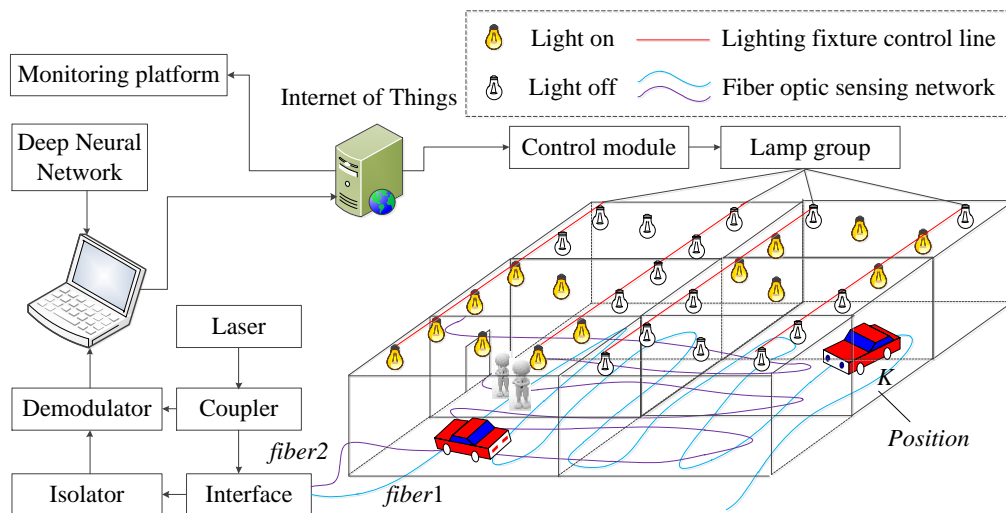 Light on
Lighting fixture control line
Light off
Fiber optic sensing network
Monitoring platform
Internet of Things
Deep Neural
Network
Control module
Lamp group
Laser
Demodulator
Coupler
Isolator
Interface
fiber2
fiber1
K
Position